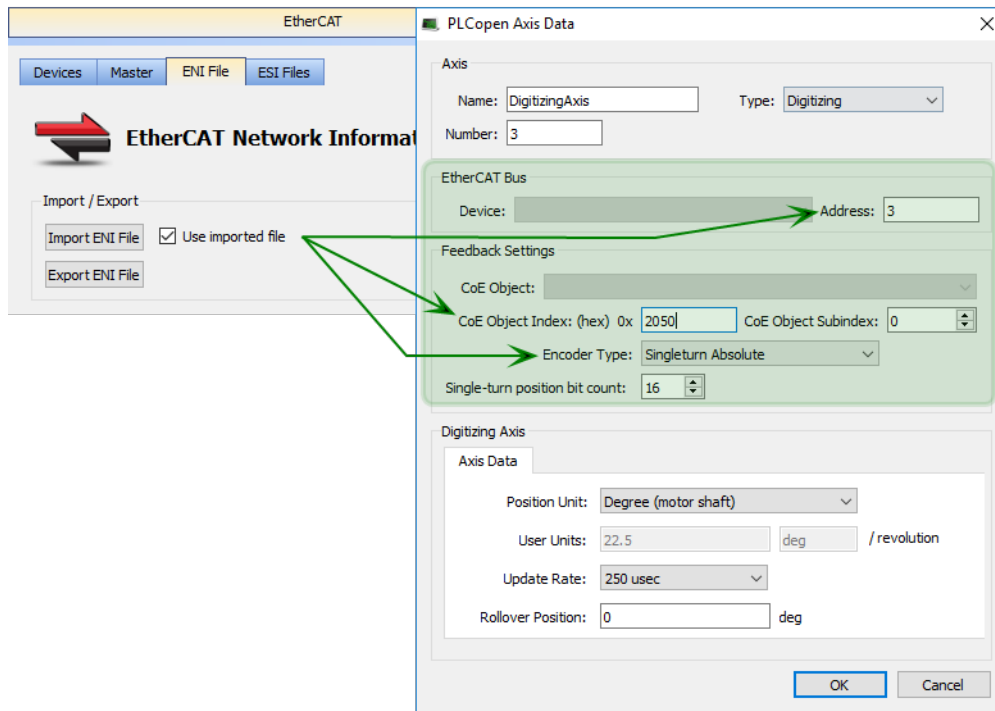 EtherCAT
Devices Master ENI File ESI Files
EtherCAT Network Informat
Import / Export
Import ENI File Use imported file
Export ENI File
PLCopen Axis Data
Axis
Name: DigitizingAxis Type: Digitizing
Number: 3
EtherCAT Bus
Device: Address: 3
Feedback Settings
CoE Object:
CoE Object Index: (hex) 0x 2050 CoE Object Subindex: 0
Encoder Type: Singleturn Absolute
Single-turn position bit count: 16
Digitizing Axis
Axis Data
Position Unit: Degree (motor shaft)
User Units: 22.5 deg / revolution
Update Rate: 250 usec
Rollover Position: 0 deg
OK Cancel